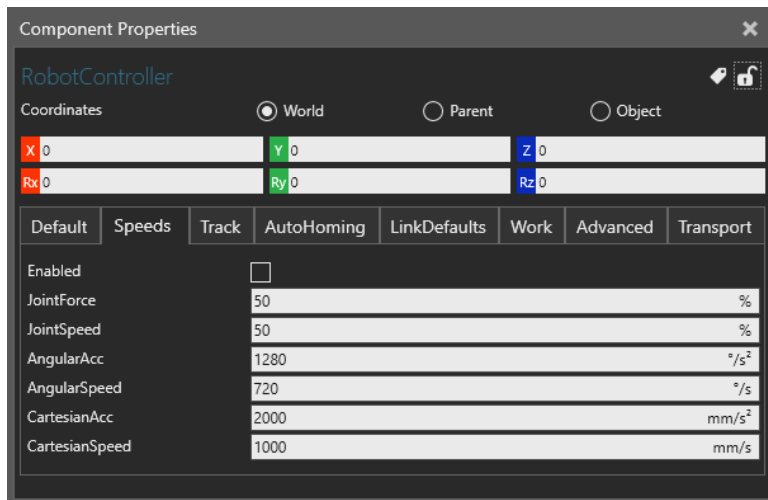 Component Properties
RobotController
Coordinates World Parent Object
X 0 Y 0 Z 0
Rx 0 Ry 0 Rz 0
Default Speeds Track AutoHoming LinkDefaults Work Advanced Transport
Enabled
JointForce 50 %
JointSpeed 50 %
AngularAcc 1280 °/s²
AngularSpeed 720 °/s
CartesianAcc 2000 mm/s²
CartesianSpeed 1000 mm/s